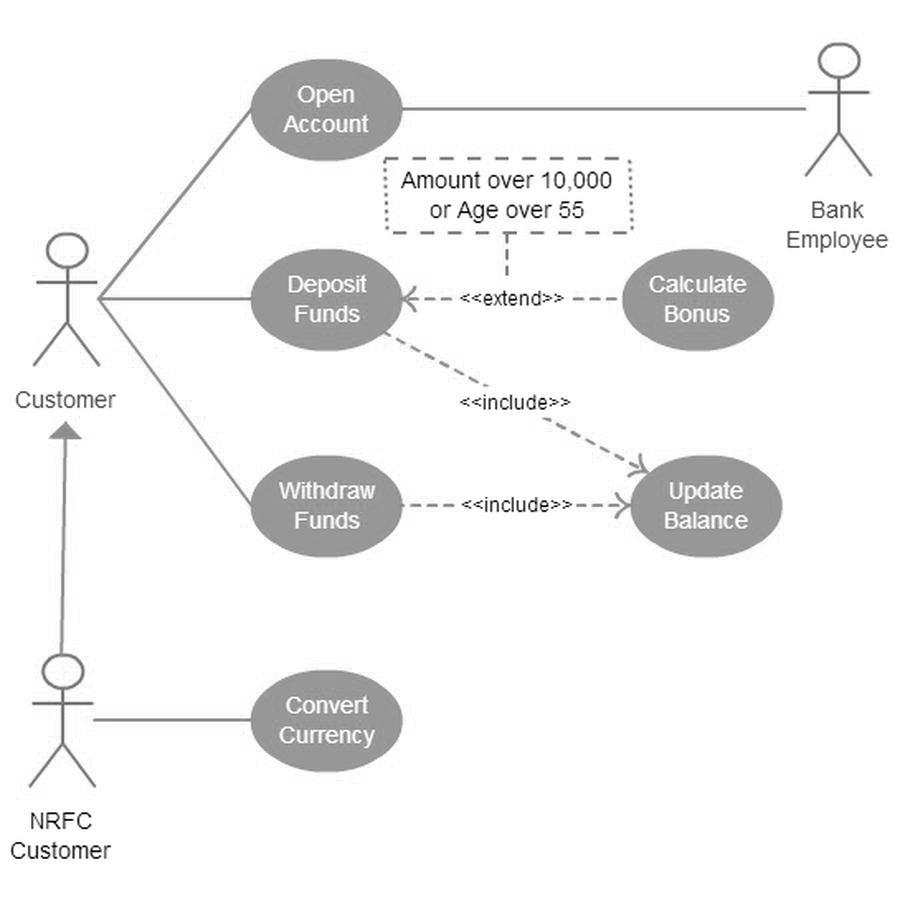 Open
Account
Amount over 10,000
or Age over 55
Bank
Employee
Deposit
Funds
<<extend>>
Calculate
Bonus
Customer
<<include>>
Withdraw
Funds
<<include>>
Update
Balance
Convert
Currency
NRFC
Customer